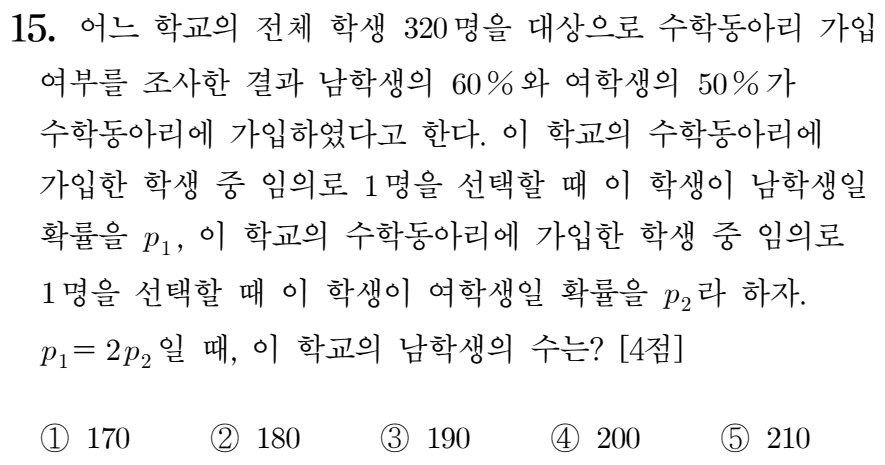 15. 어느 학교의 전체 학생 320명을 대상으로 수학동아리 가입
여부를 조사한 결과 남학생의 60%와 여학생의 50%가
수학동아리에 가입하였다고 한다. 이 학교의 수학동아리에
가입한 학생 중 임의로 1명을 선택할 때 이 학생이 남학생일
확률을 p₁, 이 학교의 수학동아리에 가입한 학생 중 임의로
1명을 선택할 때 이 학생이 여학생일 확률을 p₂라 하자.
p₁ = 2p₂일 때, 이 학교의 남학생의 수는? [4점]
① 170 ② 180 ③ 190 ④ 200 ⑤ 210